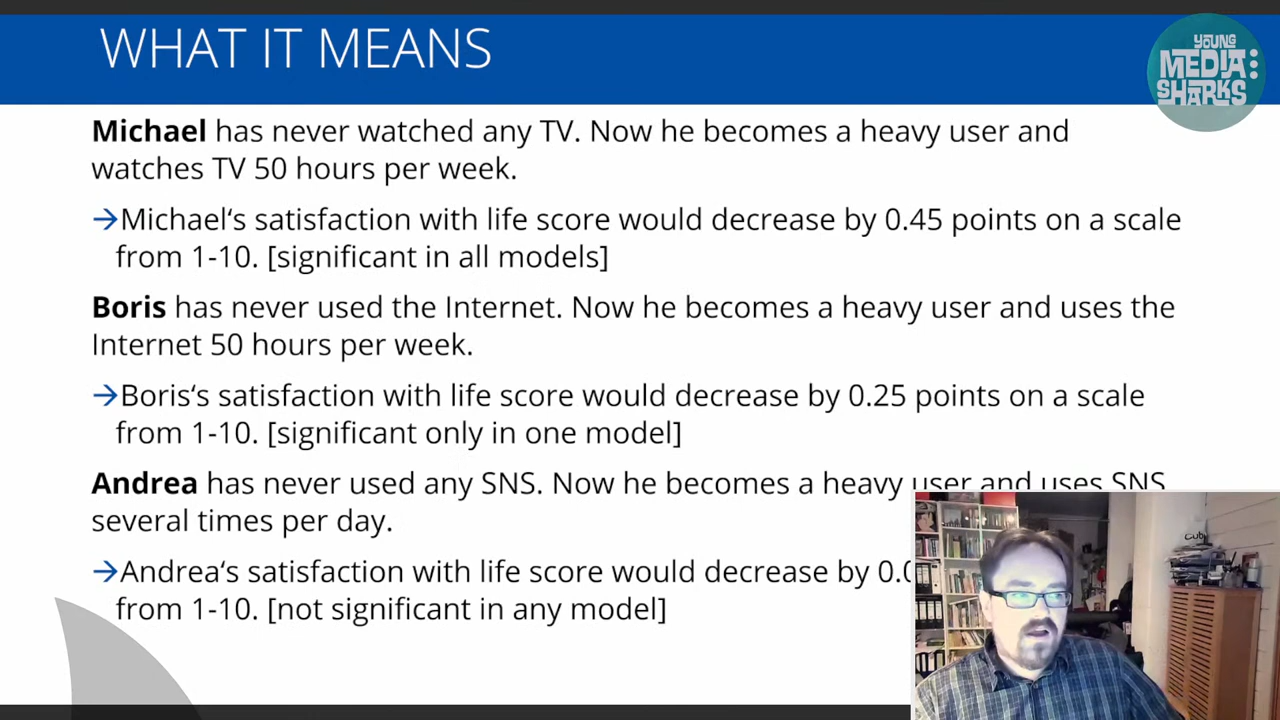 WHAT IT MEANS
YOUNG
MEDIA
SHARKS
Michael has never watched any TV. Now he becomes a heavy user and
watches TV 50 hours per week.
→Michael‘s satisfaction with life score would decrease by 0.45 points on a scale
from 1-10. [significant in all models]
Boris has never used the Internet. Now he becomes a heavy user and uses the
Internet 50 hours per week.
→Boris‘s satisfaction with life score would decrease by 0.25 points on a scale
from 1-10. [significant only in one model]
Andrea has never used any SNS. Now he becomes a heavy user and uses SNS
several times per day.
→Andrea‘s satisfaction with life score would decrease by
from 1-10. [not significant in any model]